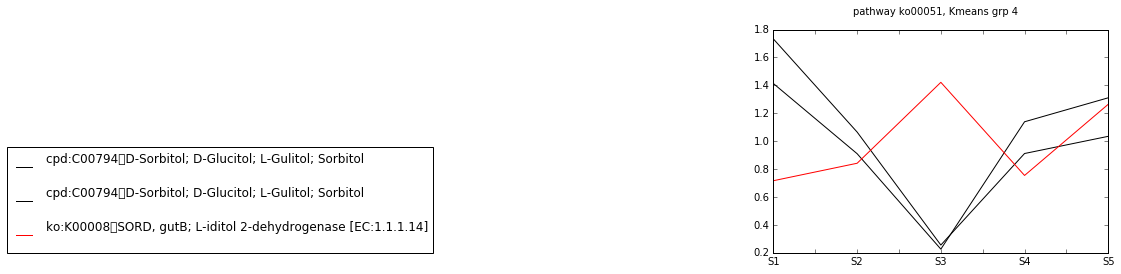 pathway ko00051, Kmeans grp 4
1.8
1.6
1.4
1.2
1.0
0.8
0.6
0.4
0.2
S1 S2 S3 S4 S5
cpd:C00794▯D-Sorbitol; D-Glucitol; L-Gulitol; Sorbitol
cpd:C00794▯D-Sorbitol; D-Glucitol; L-Gulitol; Sorbitol
ko:K00008▯SORD, gutB; L-iditol 2-dehydrogenase [EC:1.1.1.14]